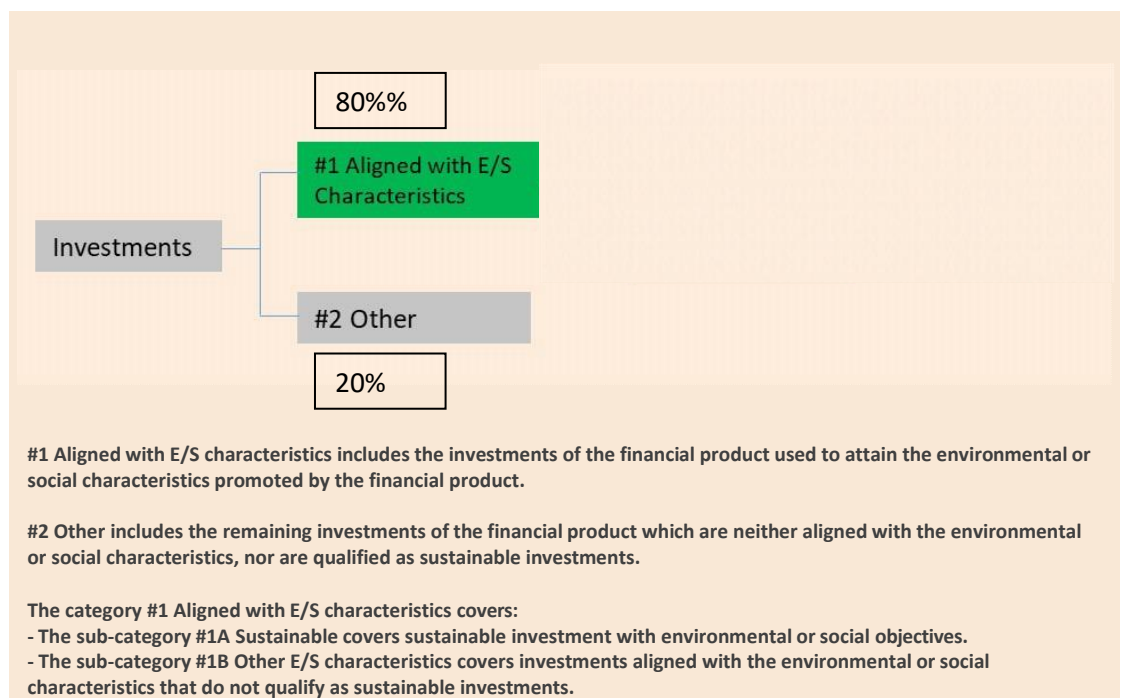 80%%
#1 Aligned with E/S
Characteristics
Investments
#2 Other
20%
#1 Aligned with E/S characteristics includes the investments of the financial product used to attain the environmental or
social characteristics promoted by the financial product.
#2 Other includes the remaining investments of the financial product which are neither aligned with the environmental
or social characteristics, nor are qualified as sustainable investments.
The category #1 Aligned with E/S characteristics covers:
- The sub-category #1A Sustainable covers sustainable investment with environmental or social objectives.
- The sub-category #1B Other E/S characteristics covers investments aligned with the environmental or social
characteristics that do not qualify as sustainable investments.